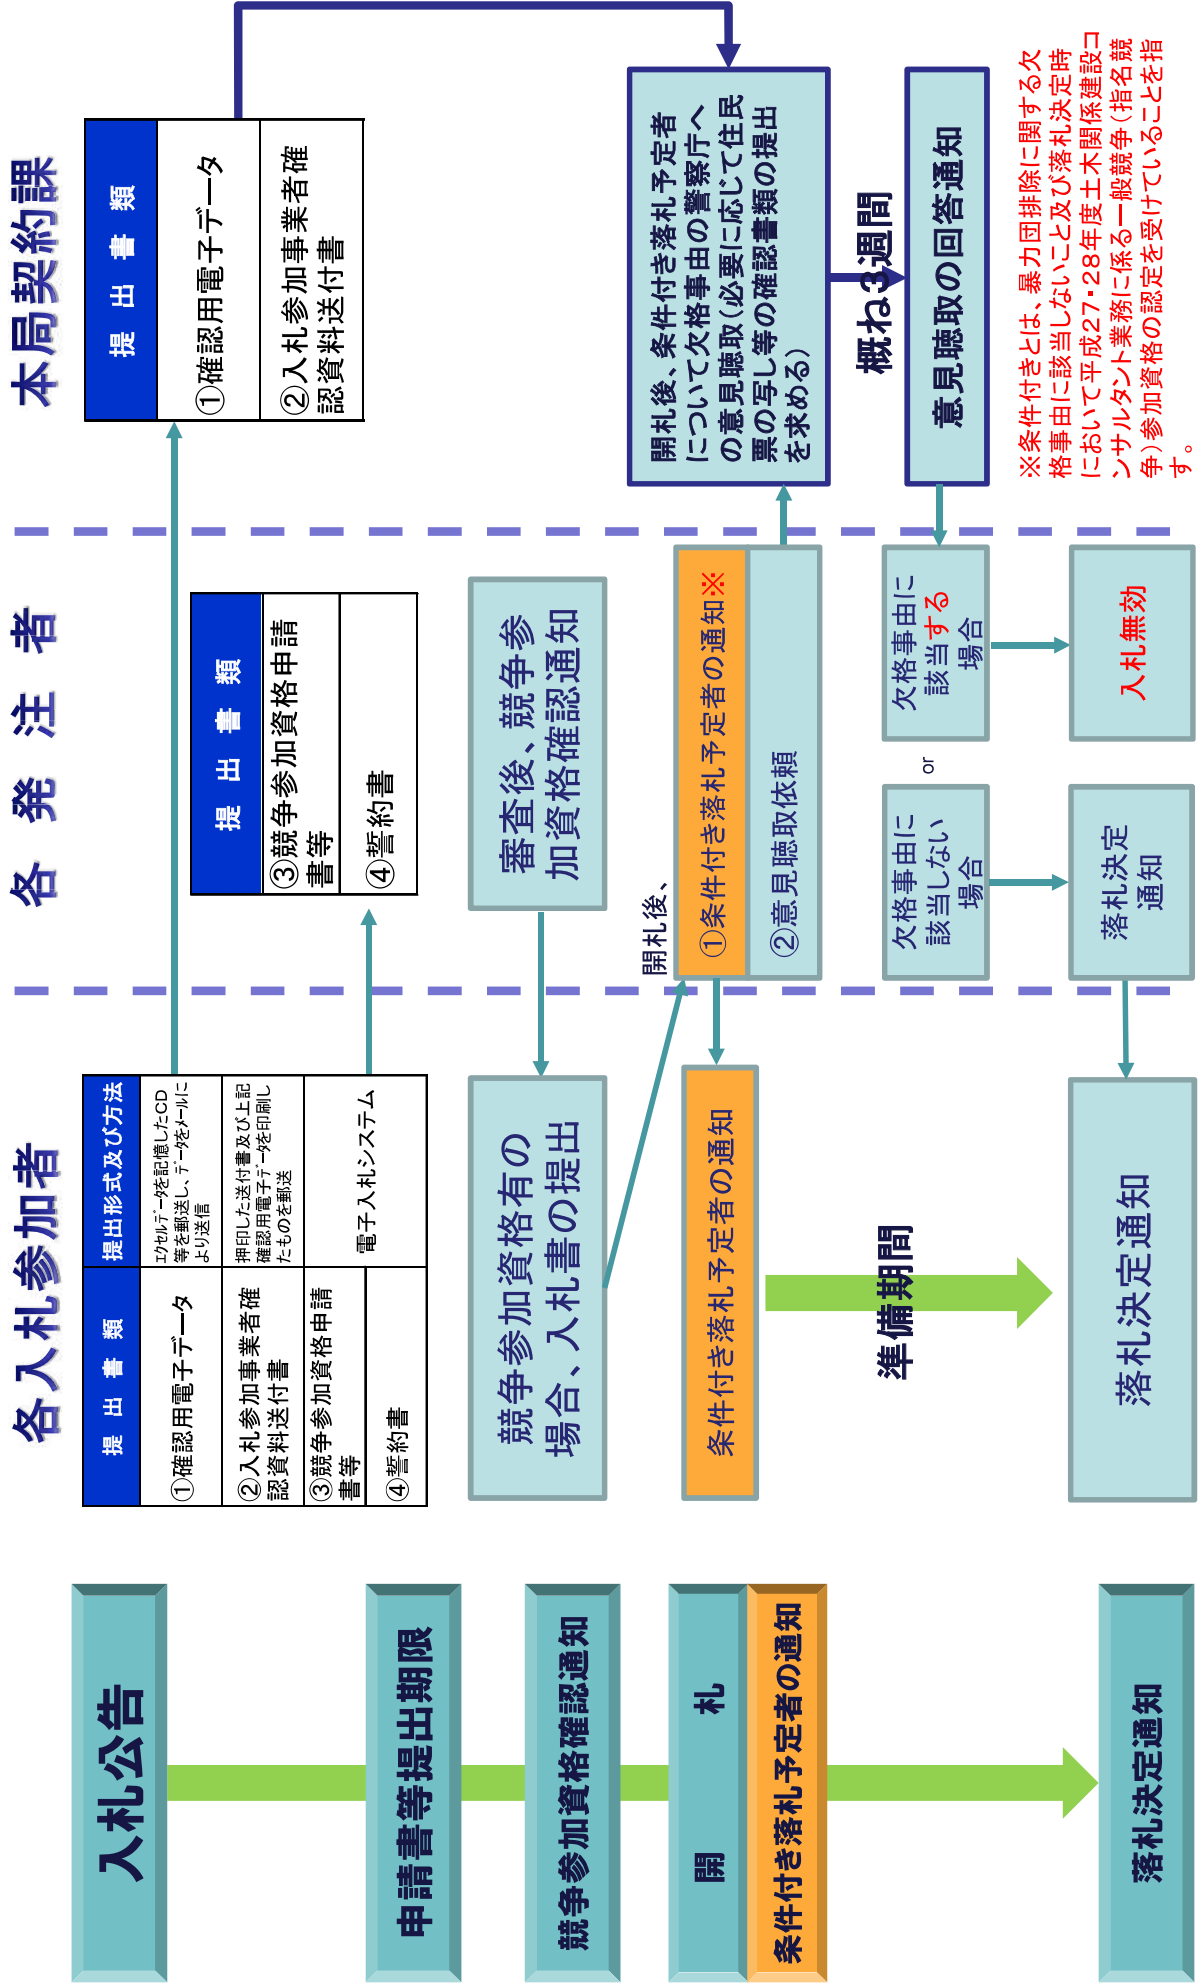 入札公告
申請書等提出期限
競争参加資格確認通知
開　札
条件付き落札予定者の通知
落札決定通知
各入札参加者
提 出 書 類
提出形式及び方法
①確認用電子データ
ｴｸｾﾙﾃﾞｰﾀを記憶したCD
等を郵送し、ﾃﾞｰﾀをﾒｰﾙに
より送信
②入札参加事業者確
認資料送付書
押印した送付書及び上記
確認用電子ﾃﾞｰﾀを印刷し
たものを郵送
③競争参加資格申請
書等
④誓約書
電子入札システム
競争参加資格有の
場合、入札書の提出
条件付き落札予定者の通知
準備期間
落札決定通知
各 発 注 者
提 出 書 類
③競争参加資格申請
書等
④誓約書
審査後、競争参
加資格確認通知
開札後、
①条件付き落札予定者の通知※
②意見聴取依頼
欠格事由に
該当しない
場合
or
欠格事由に
該当する
場合
落札決定
通知
入札無効
本局契約課
提 出 書 類
①確認用電子データ
②入札参加事業者確
認資料送付書
開札後、条件付き落札予定者
について欠格事由の警察庁へ
の意見聴取（必要に応じて住民
票の写し等の確認書類の提出
を求める）
概ね３週間
意見聴取の回答通知
※条件付きとは、暴力団排除に関する欠
格事由に該当しないこと及び落札決定時
において平成２７・２８年度土木関係建設コ
ンサルタント業務に係る一般競争（指名競
争）参加資格の認定を受けていることを指
す。